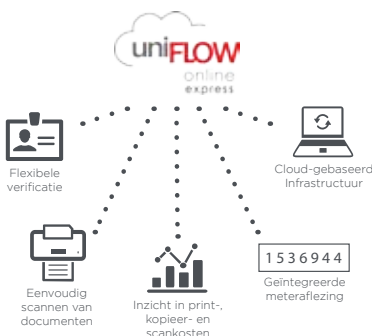 uniFLOW
online
express
Flexibele
verificatie
Cloud-gebaseerd
Infrastructuur
Eenvoudig
scannen van
documenten
Inzicht in print-,
kopieer- en
scankosten
1536944
Geïntegreerde
meteraflezing